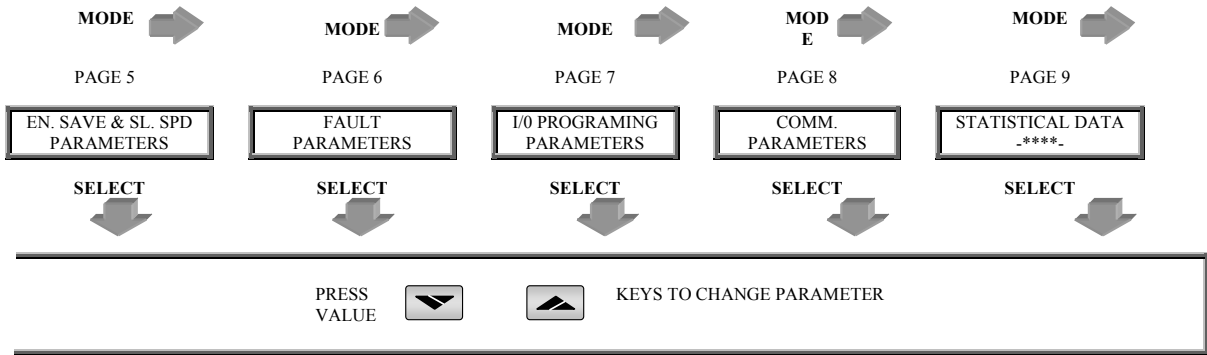 MODE MODE MODE MOD MODE
E
PAGE 5 PAGE 6 PAGE 7 PAGE 8 PAGE 9
EN. SAVE & SL. SPD FAULT I/0 PROGRAMING COMM. STATISTICAL DATA
PARAMETERS PARAMETERS PARAMETERS PARAMETERS -****-
SELECT SELECT SELECT SELECT SELECT
PRESS KEYS TO CHANGE PARAMETER
VALUE